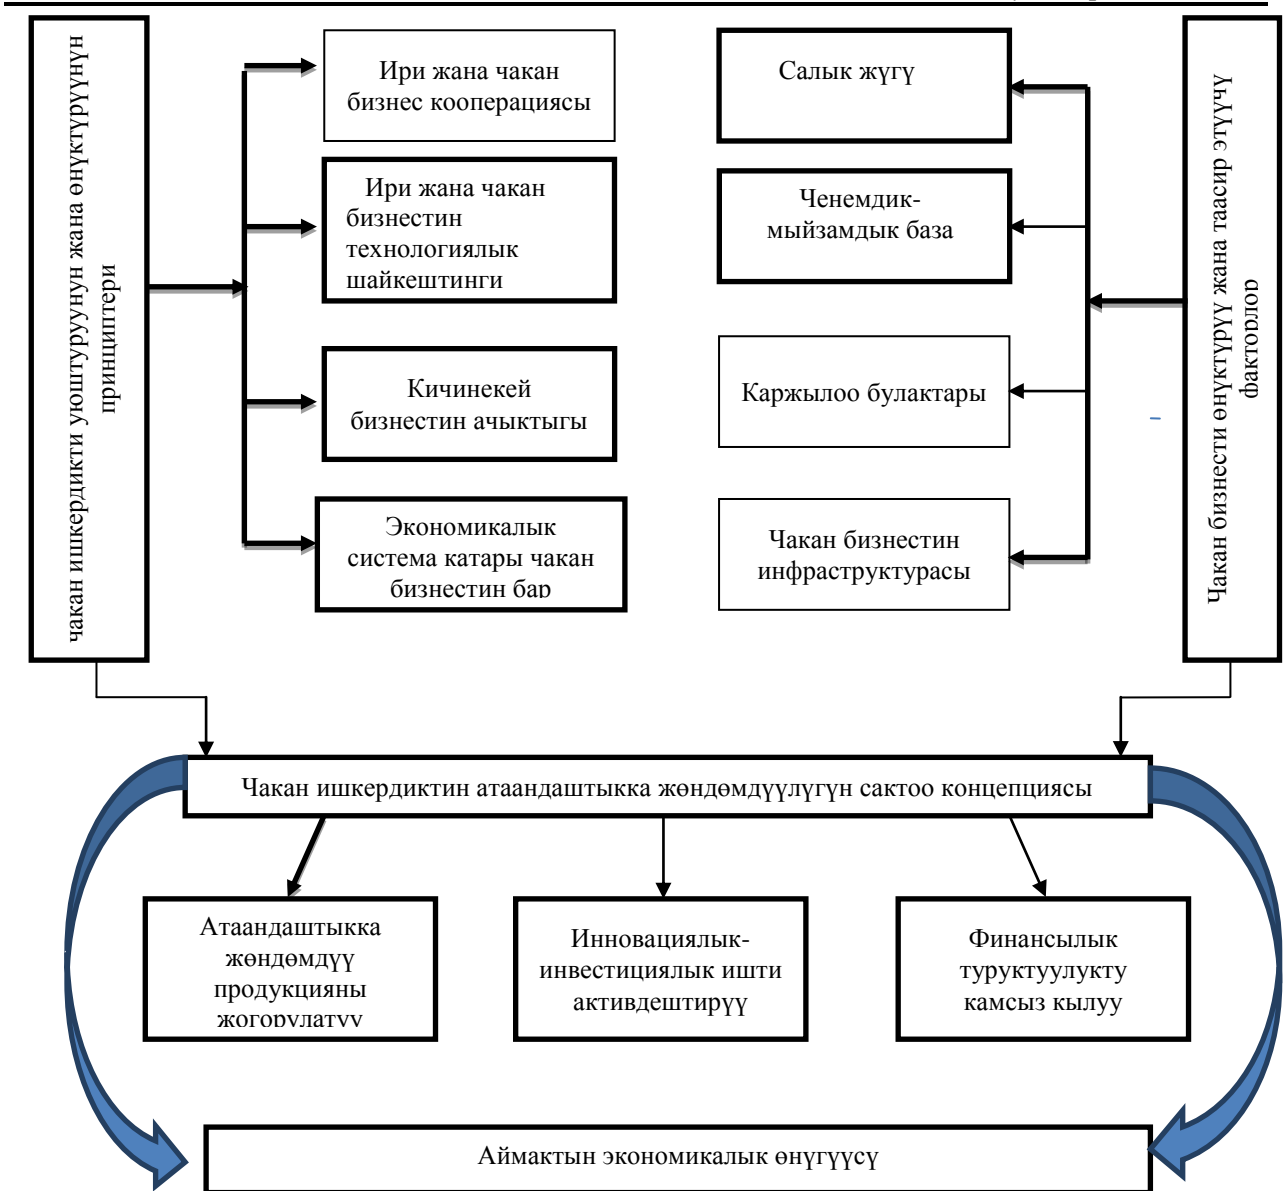 чакан ишкердикти уюштуруунун жана өнүктүрүүнүн
принциптери
Ири жана чакан
бизнес кооперациясы
Ири жана чакан
бизнестин
технологиялык
шайкештинги
Кичинекей
бизнестин ачыктыгы
Экономикалык
система катары чакан
бизнестин бар
Салык жүгү
Ченемдик-
мыйзамдык база
Каржылоо булактары
Чакан бизнестин
инфраструктурасы
Чакан бизнести өнүктүрүү жана таасир этүүчү
факторлор
Чакан ишкердиктин атаандаштыкка жөндөмдүүлүгүн сактоо концепциясы
Атаандаштыкка
жөндөмдүү
продукцияны
жогорулатуу
Инновациялык-
инвестициялык ишти
активдештирүү
Финансылык
туруктуулукту
камсыз кылуу
Аймактын экономикалык өнүгүүсү